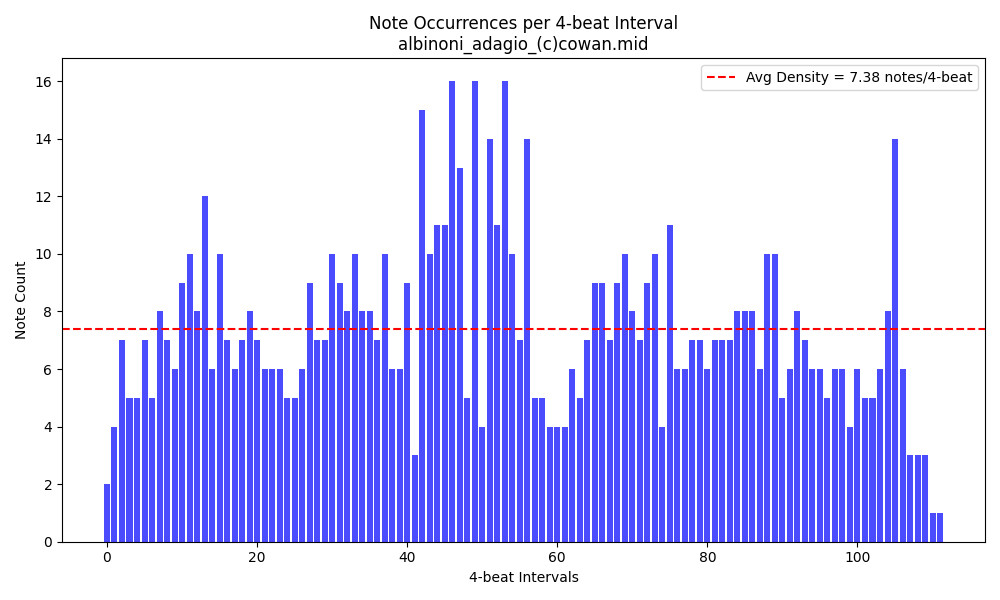 Note Occurrences per 4-beat Interval
albinoni_adagio_(c)cowan.mid
Avg Density = 7.38 notes/4-beat
Note Count
16
14
12
10
8
6
4
2
0
0 20 40 60 80 100
4-beat Intervals